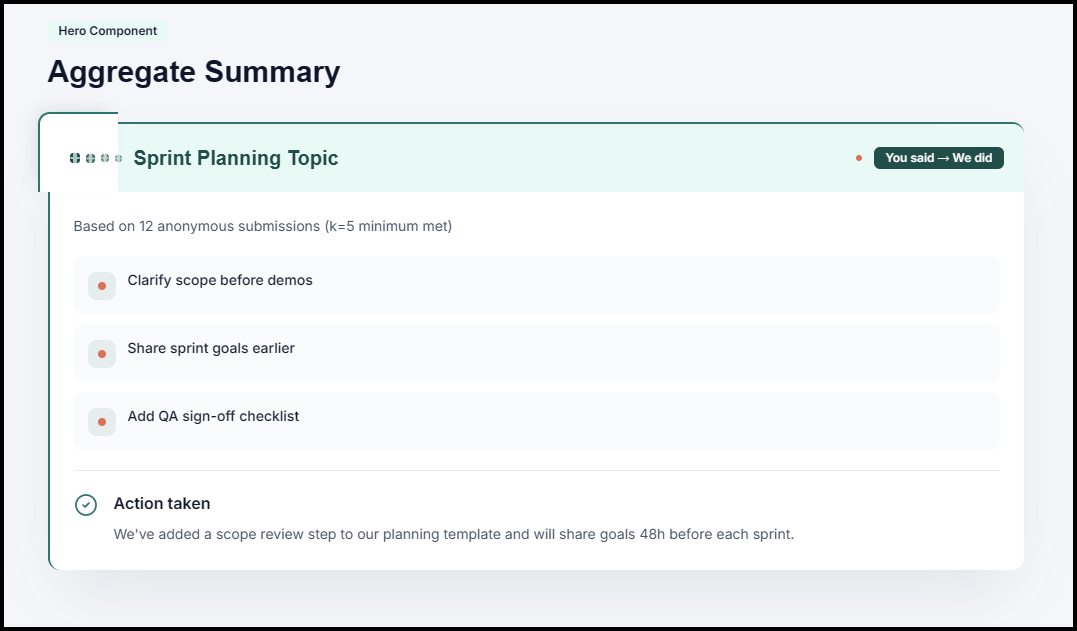 Hero Component
Aggregate Summary
Sprint Planning Topic
You said → We did
Based on 12 anonymous submissions (k=5 minimum met)
Clarify scope before demos
Share sprint goals earlier
Add QA sign-off checklist
Action taken
We've added a scope review step to our planning template and will share goals 48h before each sprint.